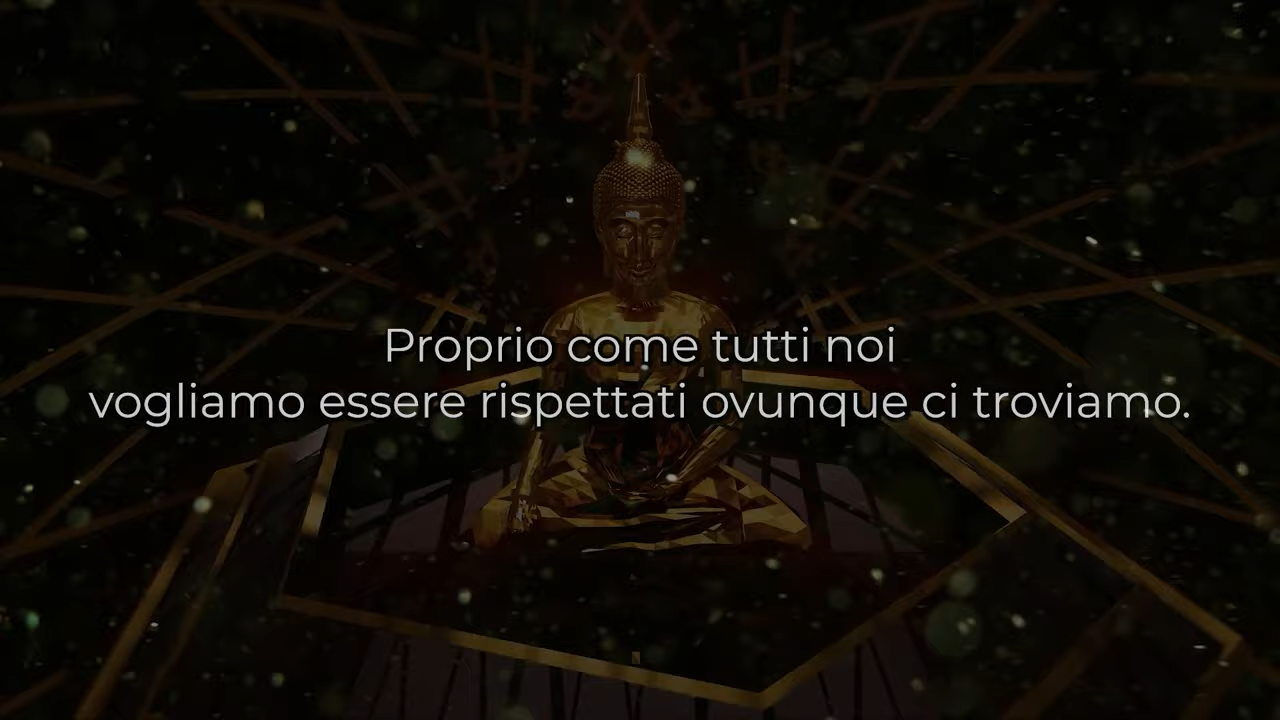 Proprio come tutti noi
vogliamo essere rispettati ovunque ci troviamo.